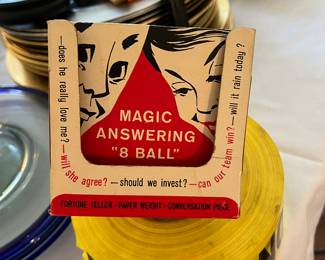 —does he really love me?
—will she agree?
—should we invest?
—can our team win?
—will it rain today?
MAGIC
ANSWERING
"8 BALL"
FORTUNE TELLER · PAPER WEIGHT · CONVERSATION PIECE